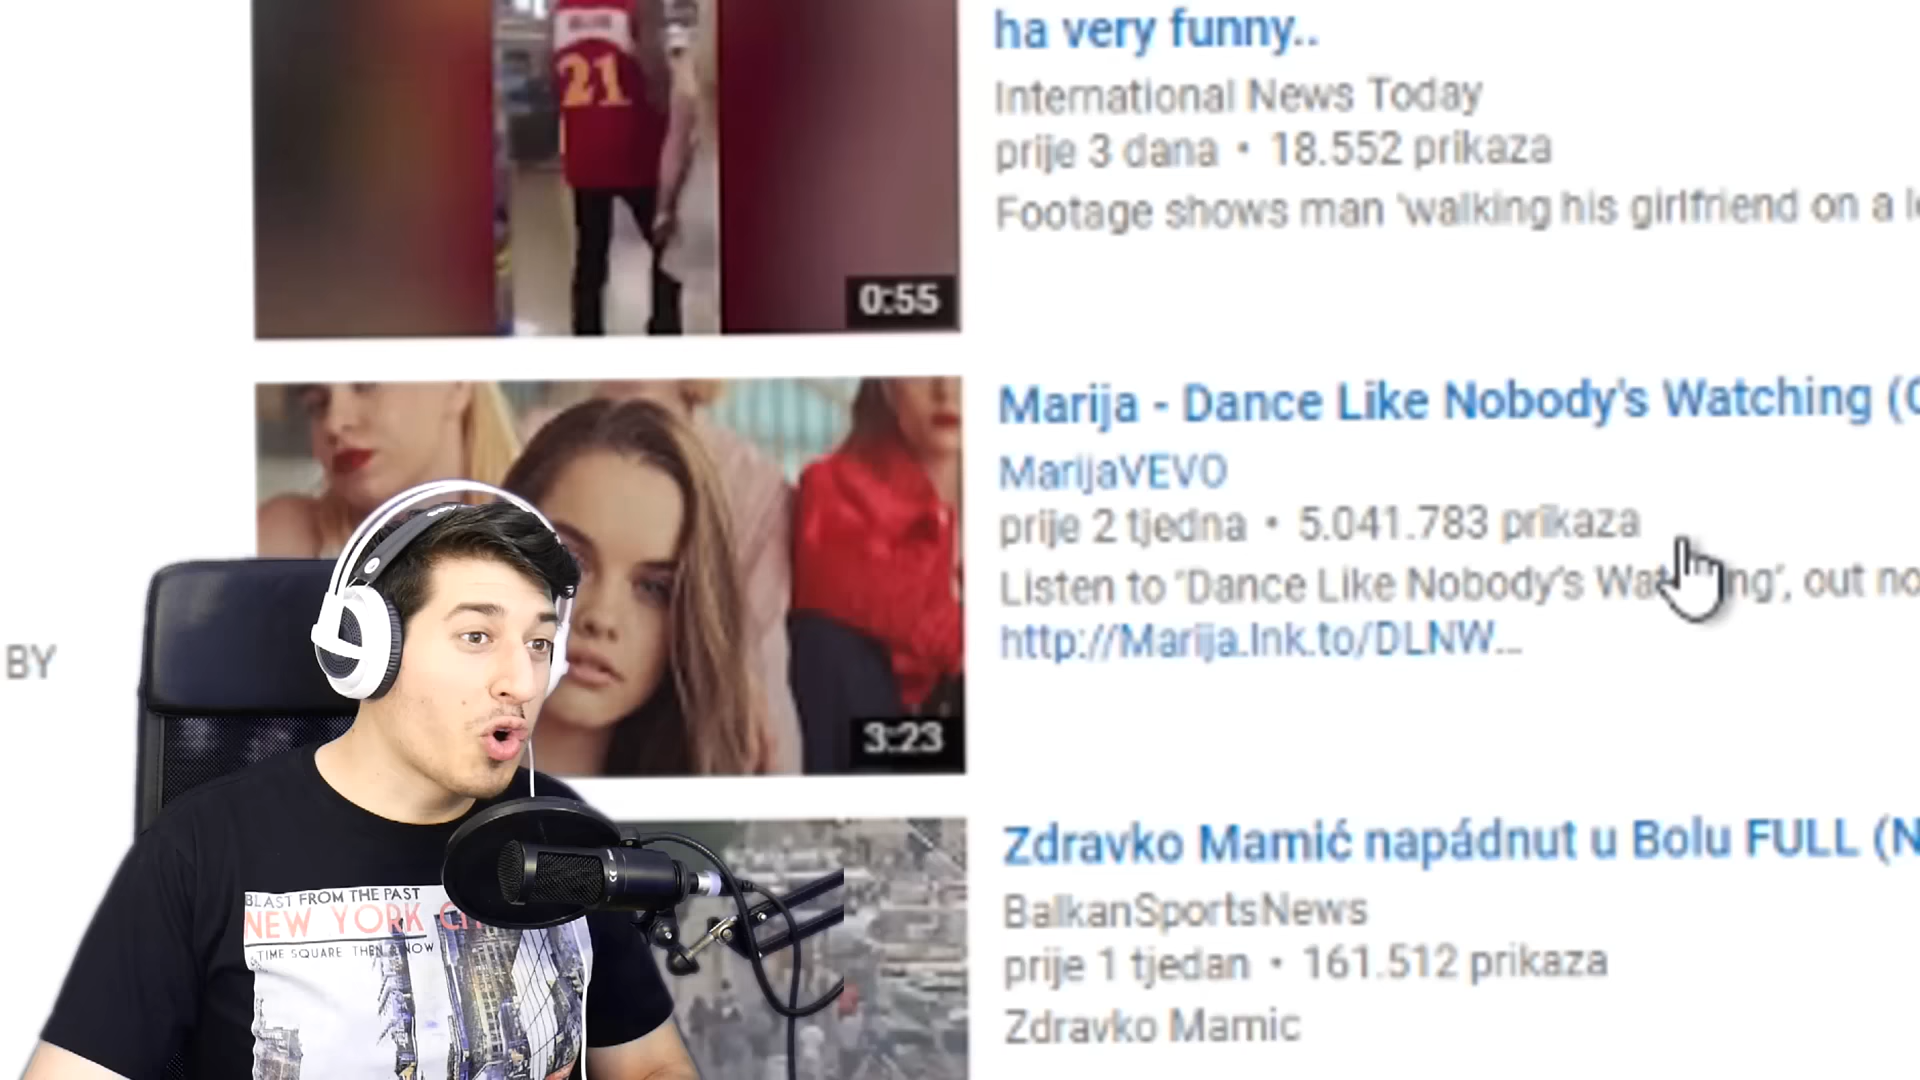 ha very funny..
International News Today
prije 3 dana • 18.552 prikaza
Footage shows man 'walking his girlfriend on a
21
0:55
Marija - Dance Like Nobody's Watching
MarijaVEVO
prije 2 tjedna • 5.041.783 prikaza
Listen to 'Dance Like Nobody's Watching', out
http://Marija.lnk.to/DLNW...
3:23
BY
Zdravko Mamić napádnut u Bolu FULL
BalkanSportsNews
prije 1 tjedan • 161.512 prikaza
Zdravko Mamic
BLAST FROM THE PAST
NEW YORK
TIME SQUARE THEN & NOW